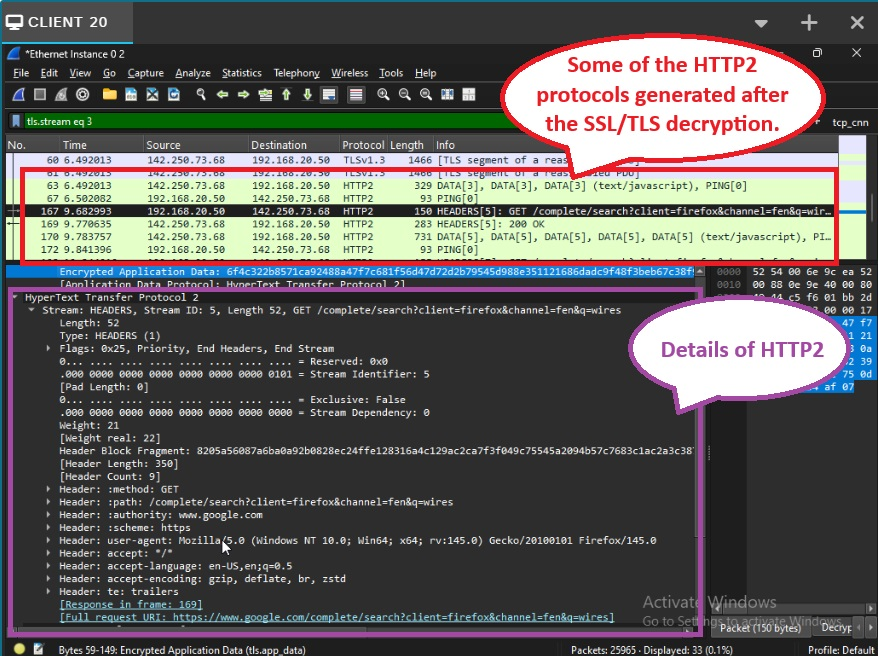 CLIENT 20
*Ethernet Instance 0 2
File Edit View Go Capture Analyze Statistics Telephony Wireless Tools Help
Some of the HTTP2
protocols generated after
the SSL/TLS decryption.
tls.stream eq 3
+ tcp_cnn
No. Time Source Destination Protocol Length Info
60 6.492013 142.250.73.68 192.168.20.50 TLSv1.3 1466 [TLS segment of a
61 6.492013 142.250.73.68 192.168.20.50 TLSv1.3 1466 [TLS segment of a reassembled PDU]
63 6.492013 142.250.73.68 192.168.20.50 HTTP2 329 DATA[3], DATA[3], DATA[3] (text/javascript), PING[0]
67 6.502082 142.250.73.68 192.168.20.50 HTTP2 93 PING[0]
167 9.682993 192.168.20.50 142.250.73.68 HTTP2 150 HEADERS[5]: GET /complete/search?client=firefox&channel=fen&q=wir…
169 9.770635 142.250.73.68 192.168.20.50 HTTP2 283 HEADERS[5]: 200 OK
170 9.783757 142.250.73.68 192.168.20.50 HTTP2 731 DATA[5], DATA[5], DATA[5], DATA[5], DATA[5] (text/javascript), PI…
172 9.841396 192.168.20.50 142.250.73.68 HTTP2 93 PING[0]
Encrypted Application Data: 6f4c322b8571ca92488a47f7c681f56d47d72d2b79545d988e351121686dadc9f48f3beb67c38f
[Application Data Protocol: HyperText Transfer Protocol 2]
HyperText Transfer Protocol 2
Stream: HEADERS, Stream ID: 5, Length 52, GET /complete/search?client=firefox&channel=fen&q=wires
Length: 52
Type: HEADERS (1)
Flags: 0x25, Priority, End Headers, End Stream
0... .... .... .... .... .... .... .... = Reserved: 0x0
.000 0000 0000 0000 0000 0000 0000 0101 = Stream Identifier: 5
[Pad Length: 0]
0... .... .... .... .... .... .... .... = Exclusive: False
.000 0000 0000 0000 0000 0000 0000 0000 = Stream Dependency: 0
Weight: 21
[Weight real: 22]
Header Block Fragment: 8205a56087a6ba0a92b0828ec24ffe128316a4c129ac2ca7f3f049c75545a2094b57c7683c1ac2a3c38
[Header Length: 350]
[Header Count: 9]
Header: :method: GET
Header: :path: /complete/search?client=firefox&channel=fen&q=wires
Header: :authority: www.google.com
Header: :scheme: https
Header: user-agent: Mozilla/5.0 (Windows NT 10.0; Win64; x64; rv:145.0) Gecko/20100101 Firefox/145.0
Header: accept: */*
Header: accept-language: en-US,en;q=0.5
Header: accept-encoding: gzip, deflate, br, zstd
Header: te: trailers
[Response in frame: 169]
[Full request URI: https://www.google.com/complete/search?client=firefox&channel=fen&q=wires]
0000 52 54 00 6e 9c ea 52
0010 00 88 0e 9e 40 00 80
44 c5 f6 01 bb 2d
00 00 17
47 f7
21
0a
39
75 0d
af 07
Details of HTTP2
Activate Windows
Go to Settings to activate Windows.
Packet (150 bytes) Decryp
Bytes 59-149: Encrypted Application Data (tls.app_data)
Packets: 25965 · Displayed: 33 (0.1%)
Profile: Default